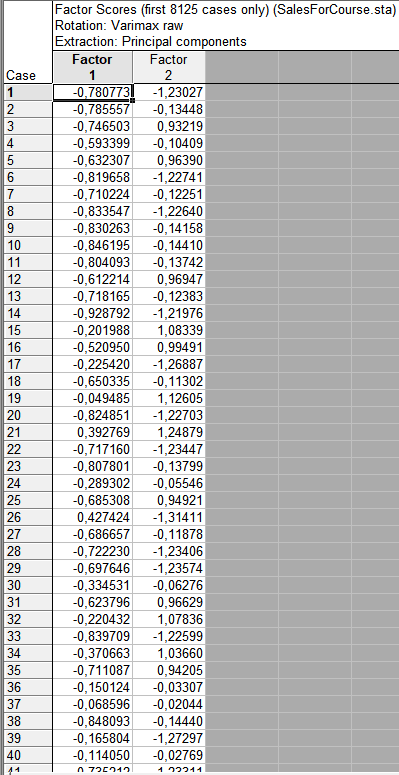 Factor Scores (first 8125 cases only) (SalesForCourse.sta)
Rotation: Varimax raw
Extraction: Principal components
Case Factor 1 Factor 2
1 -0,780773 -1,23027
2 -0,785557 -0,13448
3 -0,746503 0,93219
4 -0,593399 -0,10409
5 -0,632307 0,96390
6 -0,819658 -1,22741
7 -0,710224 -0,12251
8 -0,833547 -1,22640
9 -0,830263 -0,14158
10 -0,846195 -0,14410
11 -0,804093 -0,13742
12 -0,612214 0,96947
13 -0,718165 -0,12383
14 -0,928792 -1,21976
15 -0,201988 1,08339
16 -0,520950 0,99491
17 -0,225420 -1,26887
18 -0,650335 -0,11302
19 -0,049485 1,12605
20 -0,824851 -1,22703
21 0,392769 1,24879
22 -0,717160 -1,23447
23 -0,807801 -0,13799
24 -0,289302 -0,05546
25 -0,685308 0,94921
26 0,427424 -1,31411
27 -0,686657 -0,11878
28 -0,722230 -1,23406
29 -0,697646 -1,23574
30 -0,334531 -0,06276
31 -0,623796 0,96629
32 -0,220432 1,07836
33 -0,839709 -1,22599
34 -0,370663 1,03660
35 -0,711087 0,94205
36 -0,150124 -0,03307
37 -0,068596 -0,02044
38 -0,848093 -0,14440
39 -0,165804 -1,27297
40 -0,114050 -0,02769